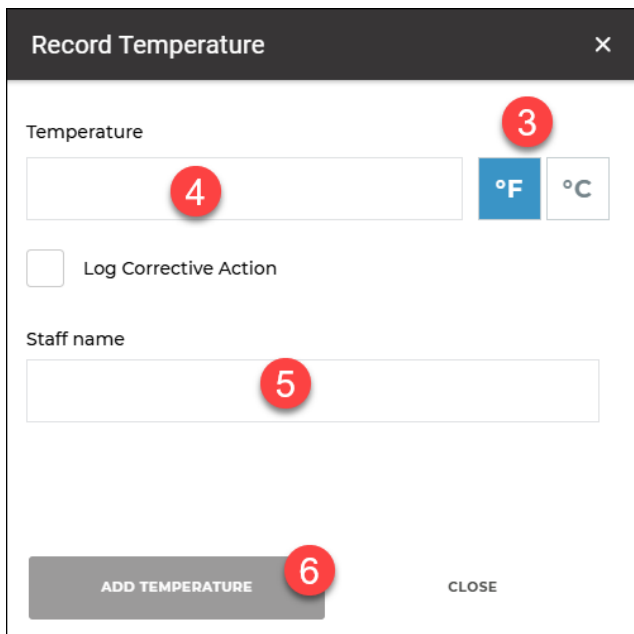 Record Temperature ×
3
Temperature
4 °F °C
Log Corrective Action
Staff name
5
ADD TEMPERATURE 6 CLOSE